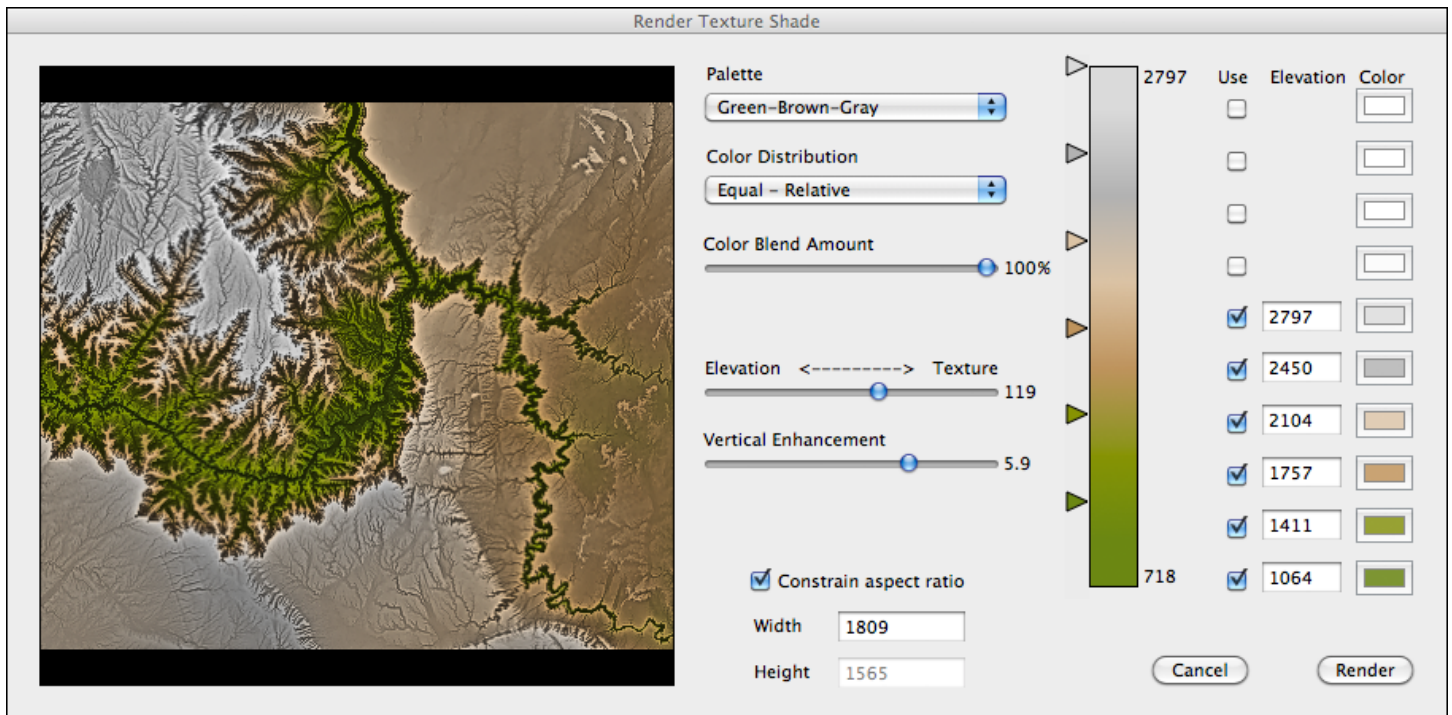 Render Texture Shade
Palette
Green-Brown-Gray
Color Distribution
Equal - Relative
Color Blend Amount
100%
Elevation <---------> Texture
119
Vertical Enhancement
5.9
Constrain aspect ratio
Width 1809
Height 1565
2797
718
Use Elevation Color
2797
2450
2104
1757
1411
1064
Cancel Render